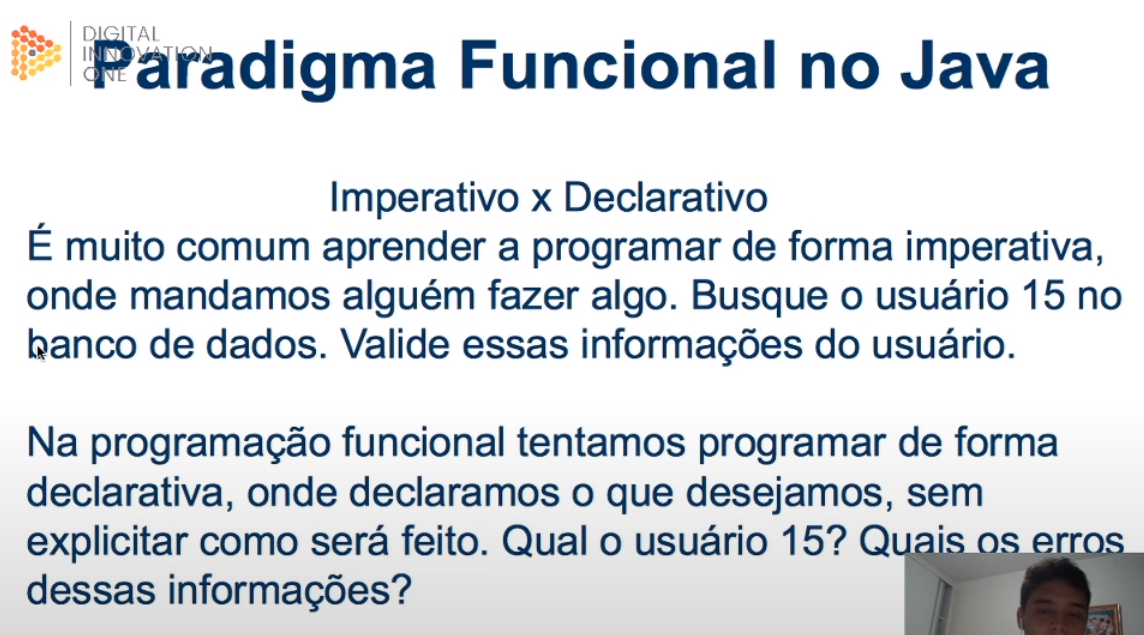 DIGITAL
INNOVATION
ONE
Paradigma Funcional no Java
Imperativo x Declarativo
É muito comum aprender a programar de forma imperativa,
onde mandamos alguém fazer algo. Busque o usuário 15 no
banco de dados. Valide essas informações do usuário.
Na programação funcional tentamos programar de forma
declarativa, onde declaramos o que desejamos, sem
explicitar como será feito. Qual o usuário 15? Quais os erros
dessas informações?